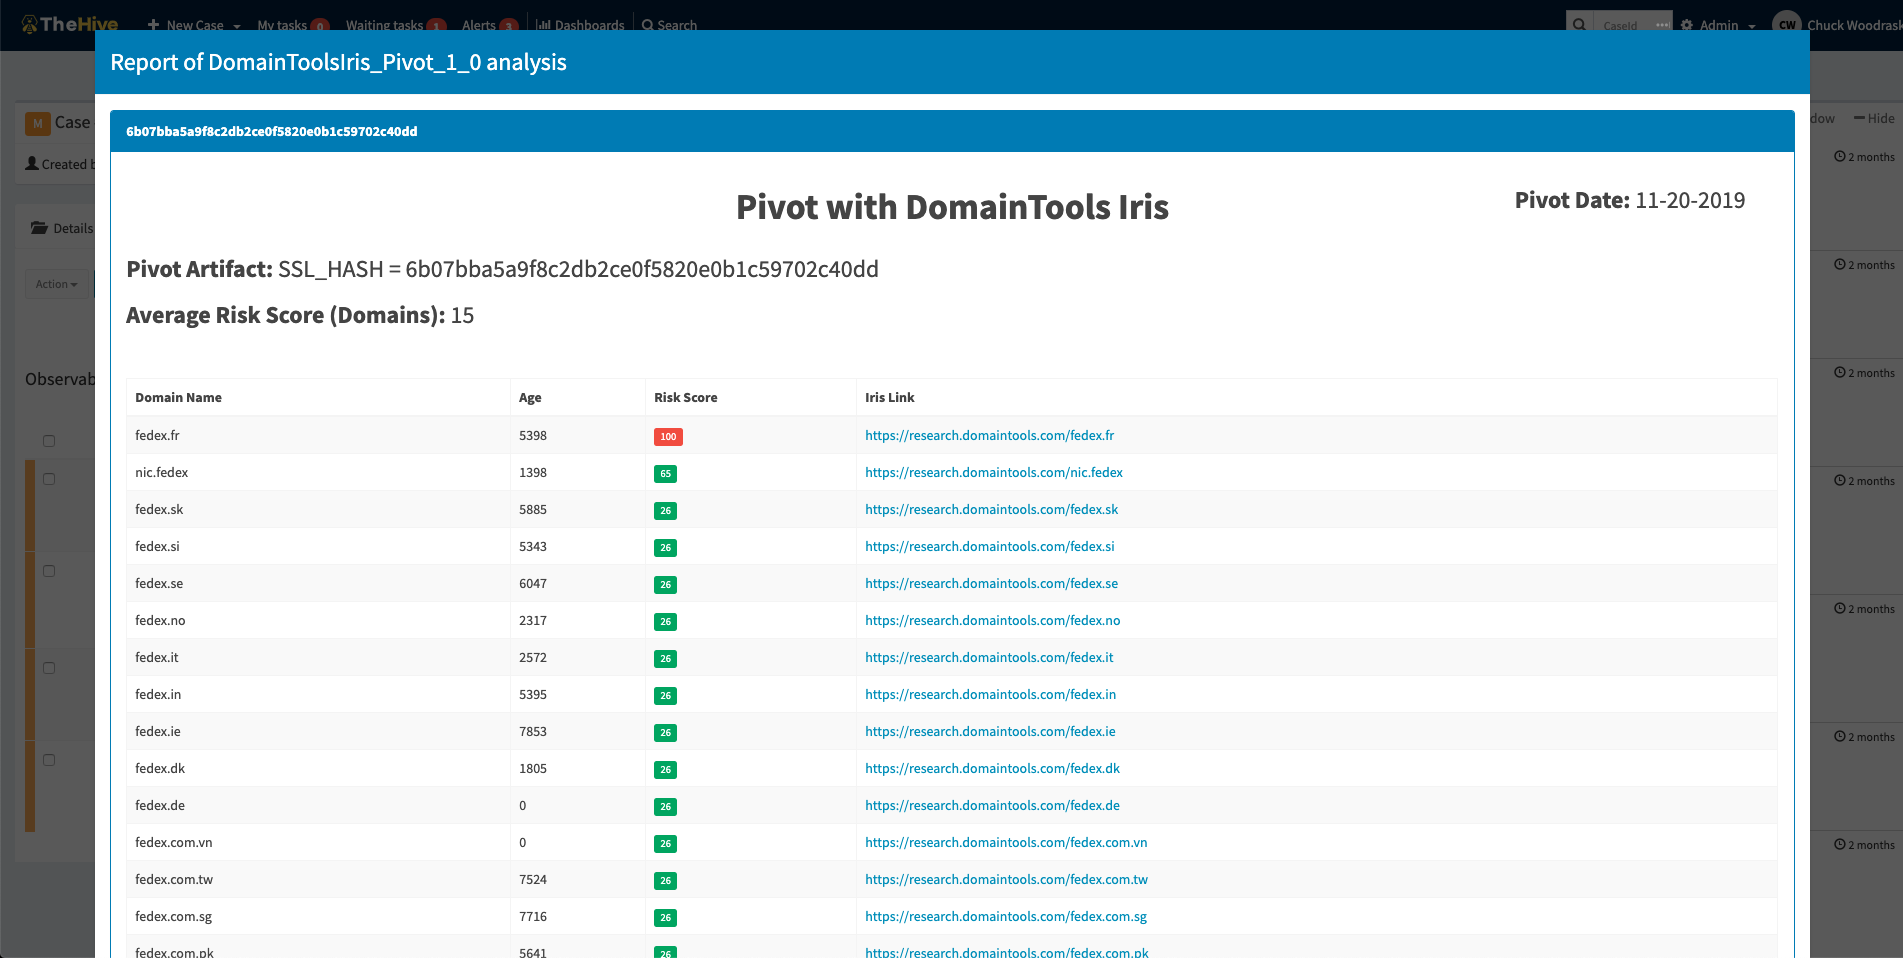 TheHive + New Case My tasks 0 Waiting tasks 1 Alerts 3 Dashboards Search CaseId Admin CW Chuck Woodrask
Report of DomainToolsIris_Pivot_1_0 analysis
M Case
dow Hide
6b07bba5a9f8c2db2ce0f5820e0b1c59702c40dd
Created b
2 months
Pivot with DomainTools Iris
Pivot Date: 11-20-2019
Details
Pivot Artifact: SSL_HASH = 6b07bba5a9f8c2db2ce0f5820e0b1c59702c40dd
2 months
Action
Average Risk Score (Domains): 15
2 months
Observab
Domain Name Age Risk Score Iris Link
fedex.fr 5398 100 https://research.domaintools.com/fedex.fr
nic.fedex 1398 65 https://research.domaintools.com/nic.fedex
2 months
fedex.sk 5885 26 https://research.domaintools.com/fedex.sk
fedex.si 5343 26 https://research.domaintools.com/fedex.si
fedex.se 6047 26 https://research.domaintools.com/fedex.se
2 months
fedex.no 2317 26 https://research.domaintools.com/fedex.no
fedex.it 2572 26 https://research.domaintools.com/fedex.it
fedex.in 5395 26 https://research.domaintools.com/fedex.in
fedex.ie 7853 26 https://research.domaintools.com/fedex.ie
2 months
fedex.dk 1805 26 https://research.domaintools.com/fedex.dk
fedex.de 0 26 https://research.domaintools.com/fedex.de
fedex.com.vn 0 26 https://research.domaintools.com/fedex.com.vn
2 months
fedex.com.tw 7524 26 https://research.domaintools.com/fedex.com.tw
fedex.com.sg 7716 26 https://research.domaintools.com/fedex.com.sg
fedex.com.pk 5641 26 https://research.domaintools.com/fedex.com.pk